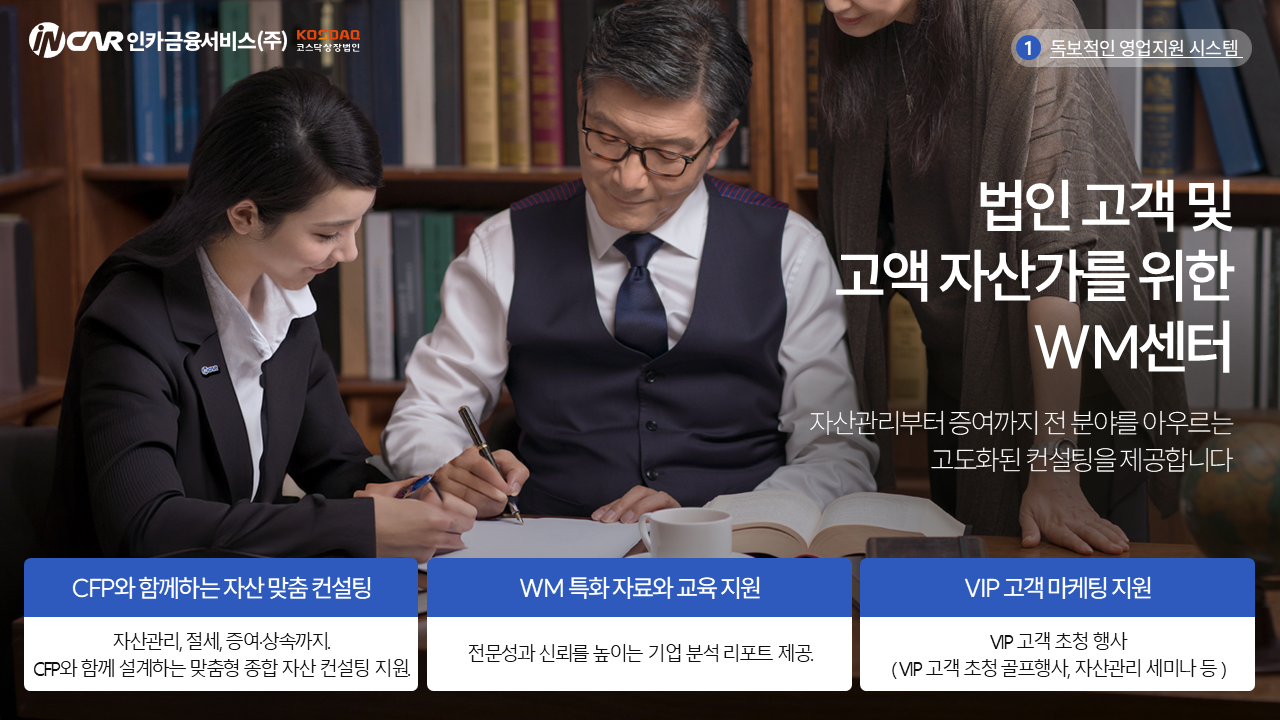 INCAR 인카금융서비스(주) KOSDAQ
코스닥상장법인
1 독보적인 영업지원 시스템
법인 고객 및
고액 자산가를 위한
WM센터
자산관리부터 증여까지 전 분야를 아우르는
고도화된 컨설팅을 제공합니다
CFP와 함께하는 자산 맞춤 컨설팅
자산관리, 절세, 증여·상속까지.
CFP와 함께 설계하는 맞춤형 종합 자산 컨설팅 지원.
WM 특화 자료와 교육 지원
전문성과 신뢰를 높이는 기업 분석 리포트 제공.
VIP 고객 마케팅 지원
VIP 고객 초청 행사
( VIP 고객 초청 골프행사, 자산관리 세미나 등 )